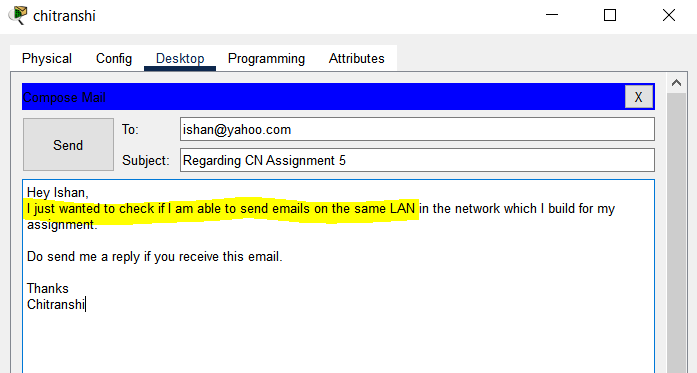 chitranshi
Physical Config Desktop Programming Attributes
Compose Mail X
Send
To: ishan@yahoo.com
Subject: Regarding CN Assignment 5
Hey Ishan,
I just wanted to check if I am able to send emails on the same LAN in the network which I build for my
assignment.
Do send me a reply if you receive this email.
Thanks
Chitranshi